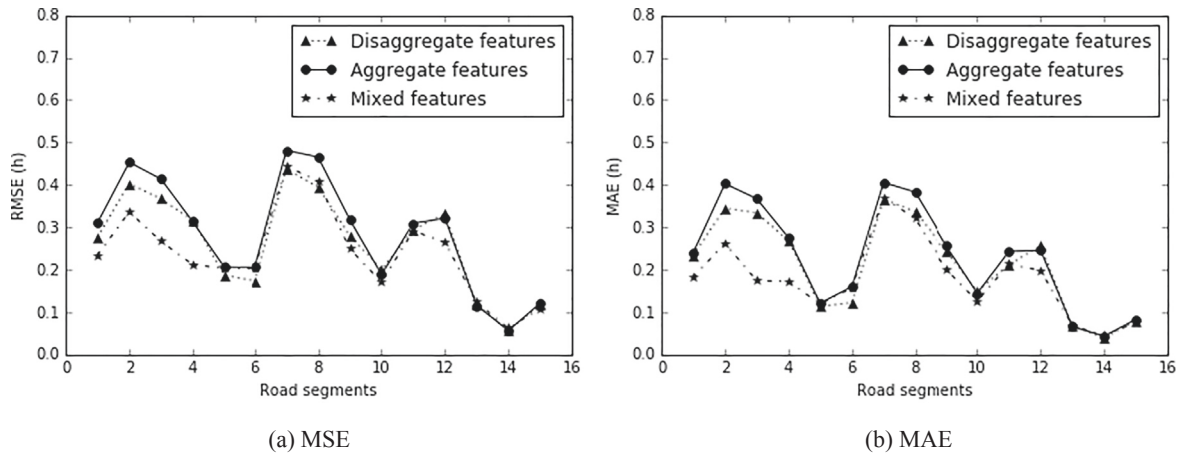 0.8
0.7
0.6
0.5
0.4
0.3
0.2
0.1
0.0
RMSE (h)
Disaggregate features
Aggregate features
Mixed features
0 2 4 6 8 10 12 14 16
Road segments
(a) MSE
0.8
0.7
0.6
0.5
0.4
0.3
0.2
0.1
0.0
MAE (h)
Disaggregate features
Aggregate features
Mixed features
0 2 4 6 8 10 12 14 16
Road segments
(b) MAE